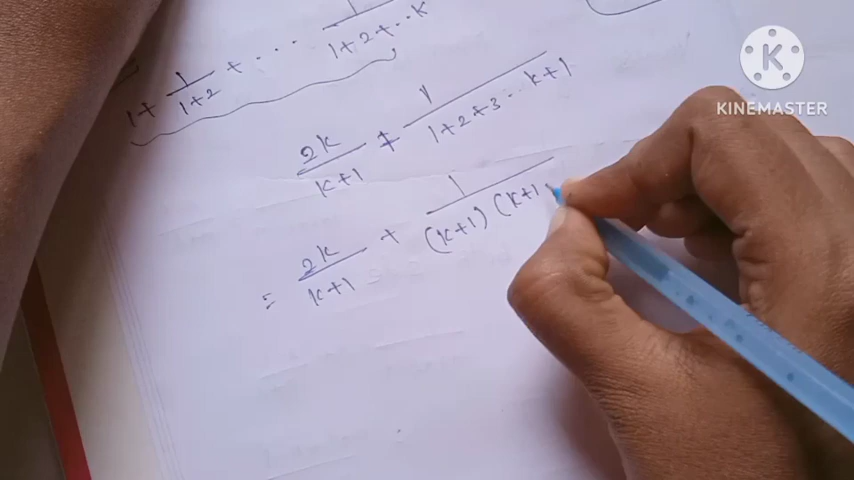 1 + 1/(1+2) + ... 1/(1+2+..k
2k/(k+1) + 1/(1+2+3...k+1
= 2k/(k+1) + 1/(k+1)(k+1
KINEMASTER